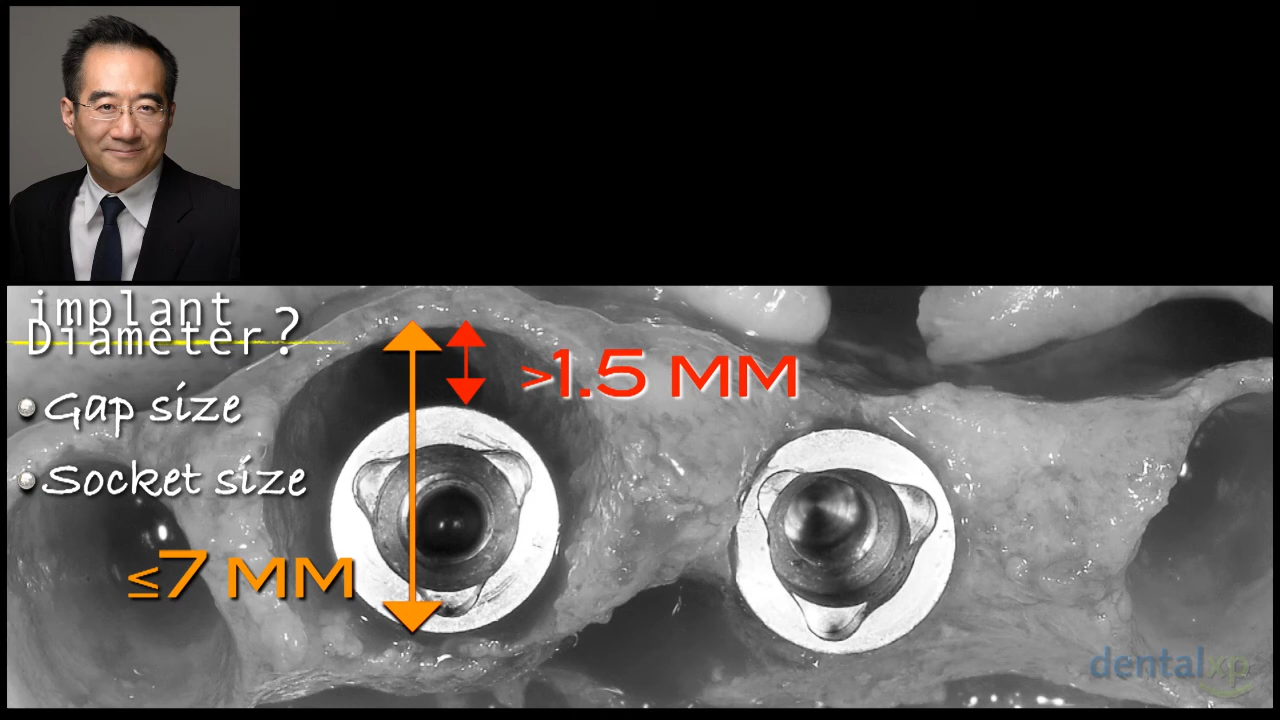 implant
Diameter?
Gap size
Socket size
>1.5 MM
≤7 MM
dentalxp